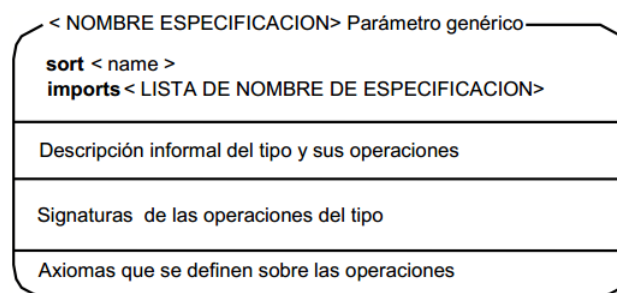 < NOMBRE ESPECIFICACION> Parámetro genérico
sort < name >
imports < LISTA DE NOMBRE DE ESPECIFICACION>
Descripción informal del tipo y sus operaciones
Signaturas de las operaciones del tipo
Axiomas que se definen sobre las operaciones